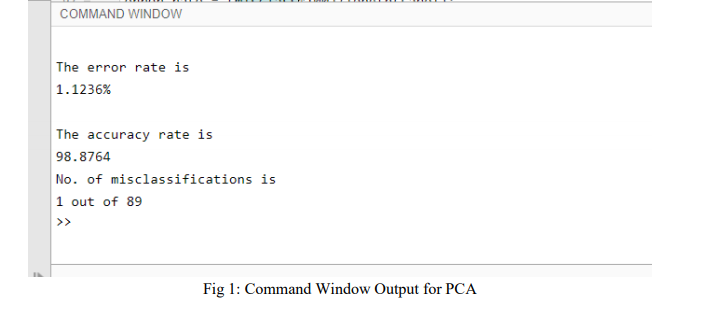 COMMAND WINDOW
The error rate is
1.1236%
The accuracy rate is
98.8764
No. of misclassifications is
1 out of 89
>>
Fig 1: Command Window Output for PCA